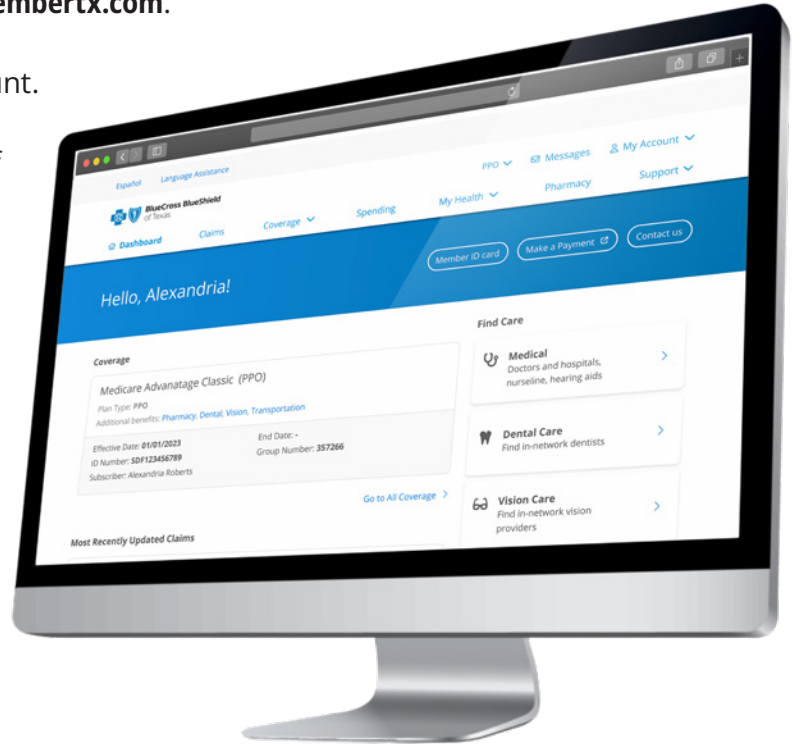 embertx.com.
unt.
Español Language Assistance
PPO Messages My Account
BlueCross BlueShield
of Texas
Dashboard Claims Coverage Spending My Health Pharmacy Support
Hello, Alexandria!
Member ID card Make a Payment Contact us
Coverage
Medicare Advanatage Classic (PPO)
Plan Type: PPO
Additional benefits: Pharmacy, Dental, Vision, Transportation
Effective Date: 01/01/2023 End Date: -
ID Number: SDF123456789 Group Number: 357266
Subscriber: Alexandria Roberts
Go to All Coverage
Most Recently Updated Claims
Find Care
Medical
Doctors and hospitals,
nurseline, hearing aids
Dental Care
Find in-network dentists
Vision Care
Find in-network vision
providers